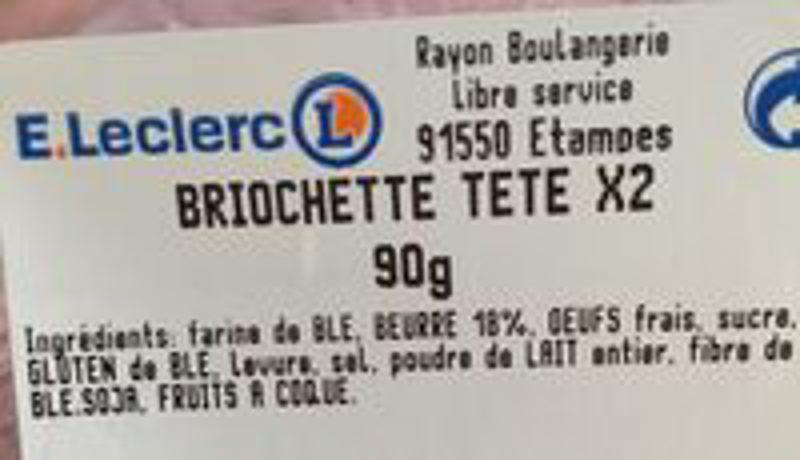 Rayon Boulangerie
Libre service
E.Leclerc L
91550 Etampes
BRIOCHETTE TETE X2
90g
Ingrédients: farine de BLE, BEURRE 18%, OEUFS frais, sucre,
GLUTEN de BLE, levure, sel, poudre de LAIT entier, fibre de
BLE.SOJA, FRUITS A COQUE.